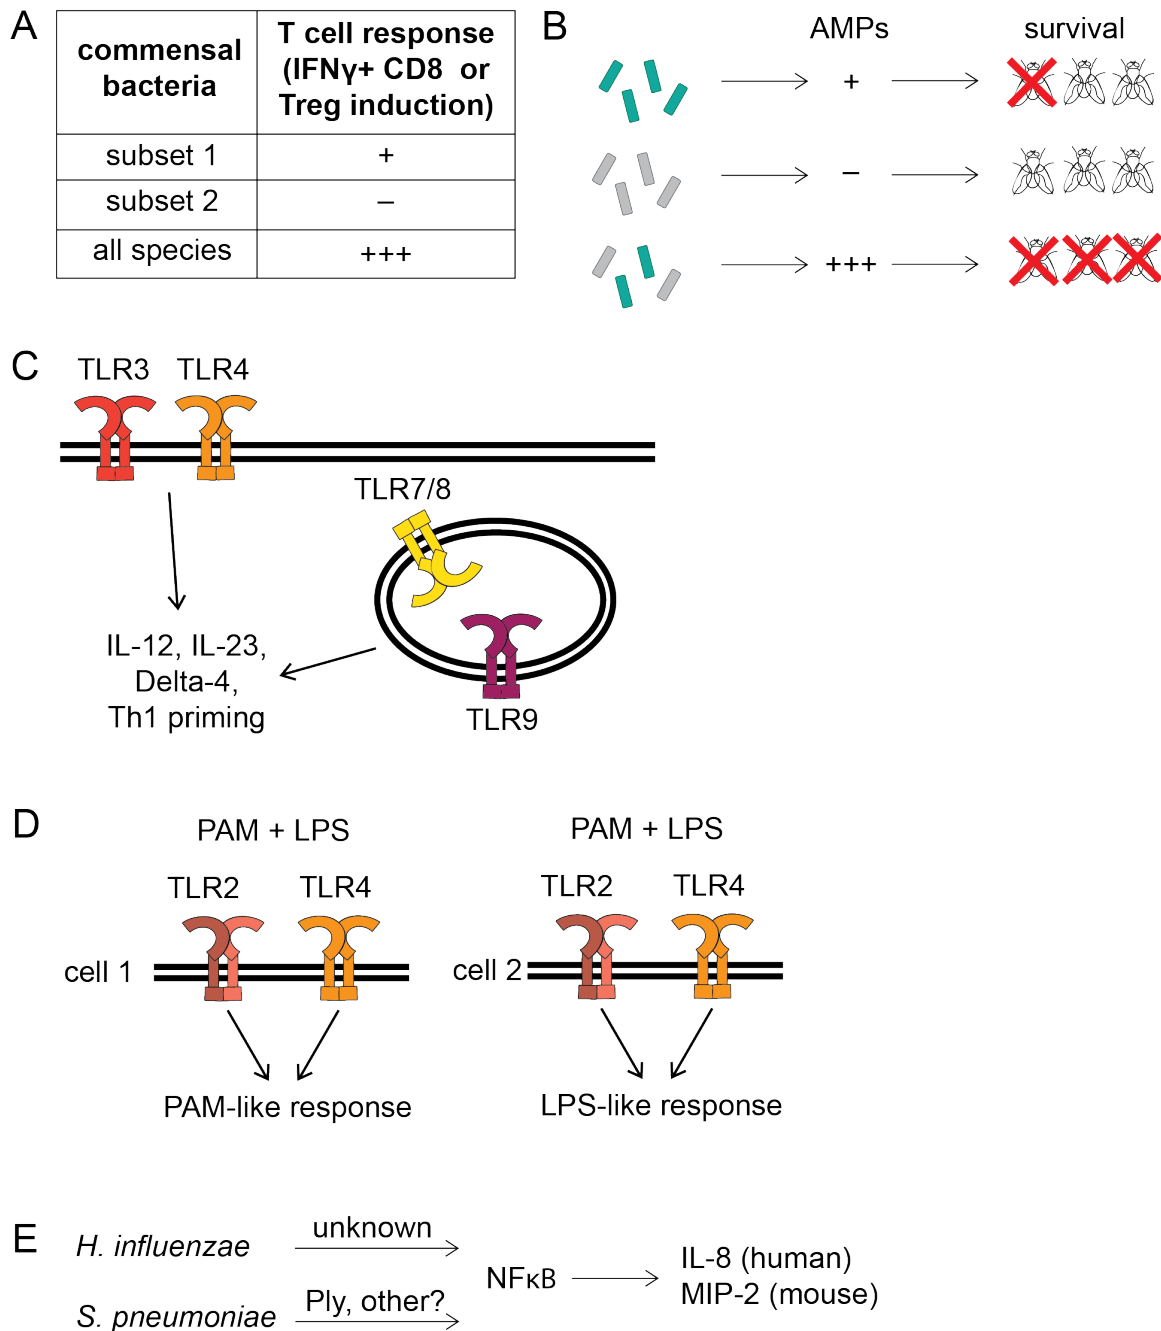 A
commensal bacteria
T cell response (IFNγ+ CD8 or Treg induction)
subset 1
+
subset 2
–
all species
+++
B
AMPs
survival
+
–
+++
C
TLR3
TLR4
TLR7/8
IL-12, IL-23,
Delta-4,
Th1 priming
TLR9
D
PAM + LPS
TLR2
TLR4
cell 1
PAM-like response
PAM + LPS
TLR2
TLR4
cell 2
LPS-like response
E
H. influenzae
unknown
S. pneumoniae
Ply, other?
NFκB
IL-8 (human)
MIP-2 (mouse)